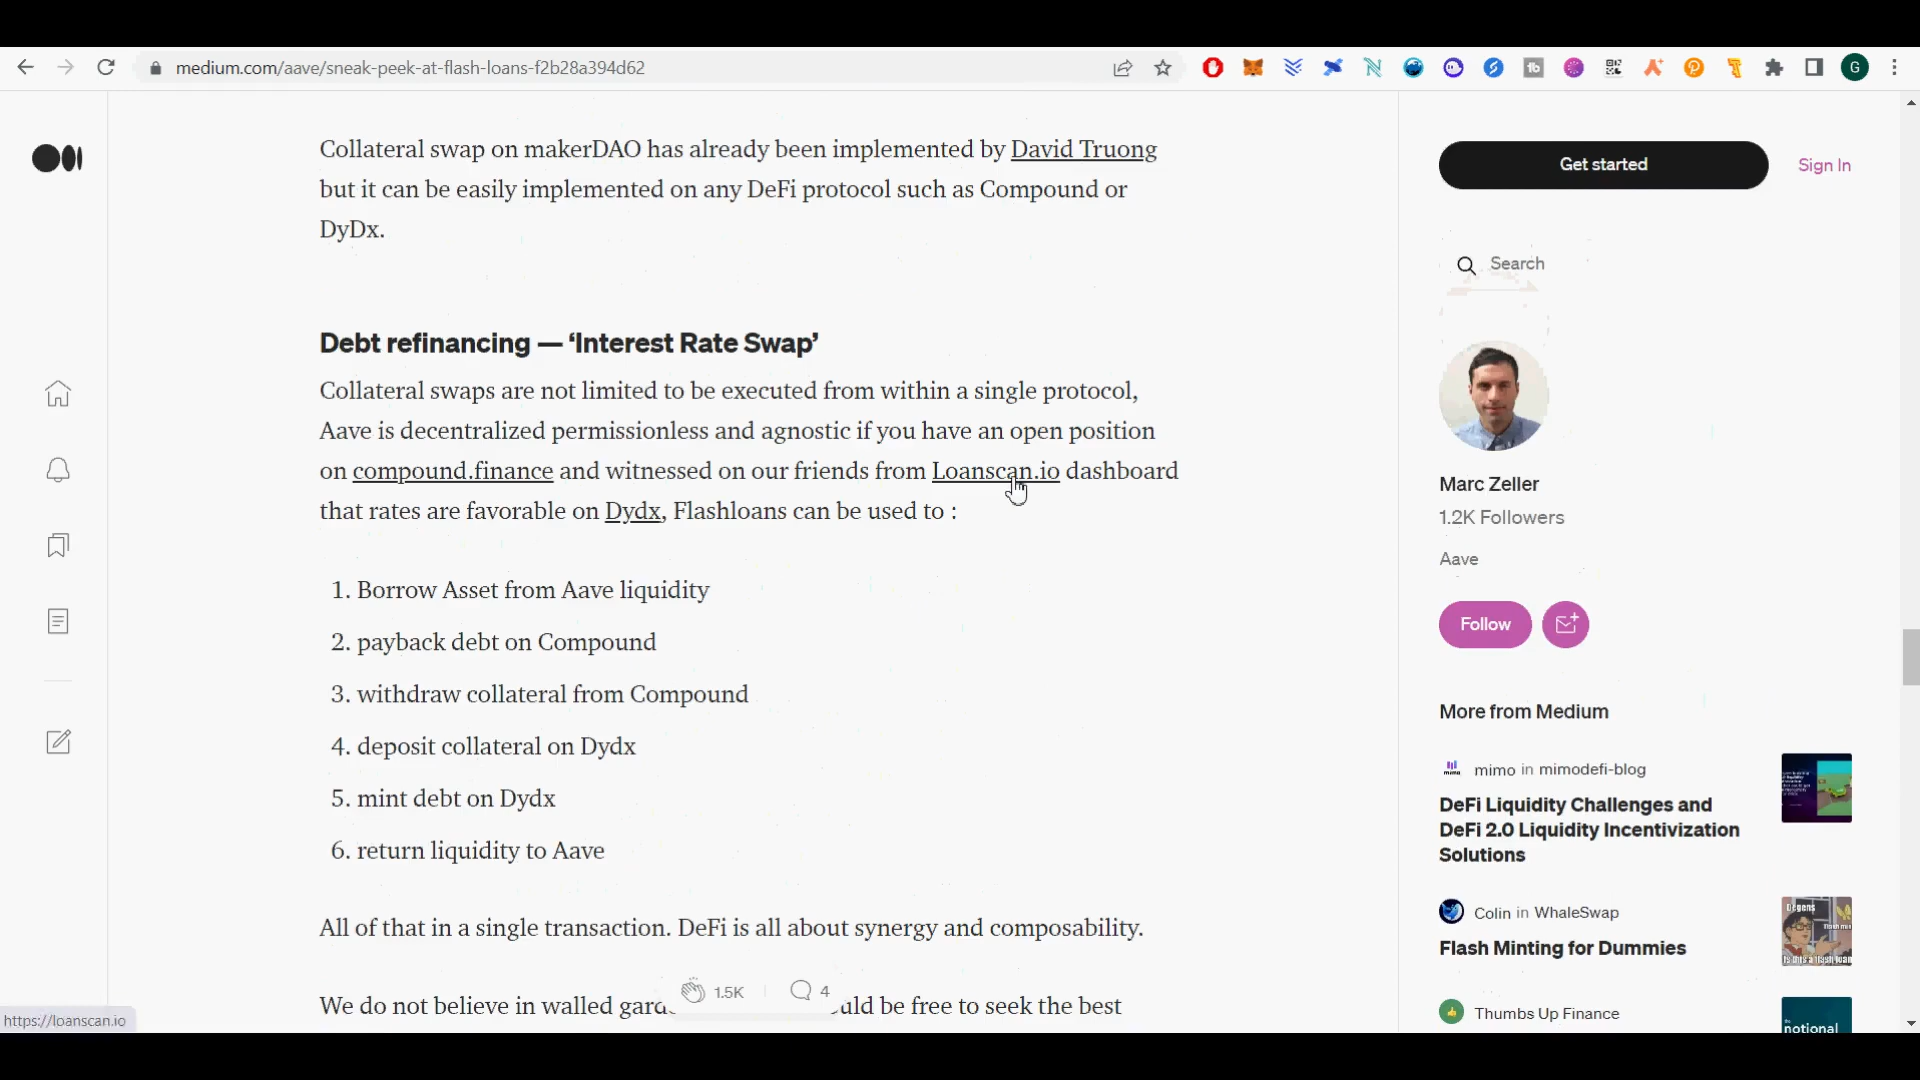 medium.com/aave/sneak-peek-at-flash-loans-f2b28a394d62
G
Collateral swap on makerDAO has already been implemented by David Truong
but it can be easily implemented on any DeFi protocol such as Compound or
DyDx.
Debt refinancing — ‘Interest Rate Swap’
Collateral swaps are not limited to be executed from within a single protocol,
Aave is decentralized permissionless and agnostic if you have an open position
on compound.finance and witnessed on our friends from Loanscan.io dashboard
that rates are favorable on Dydx, Flashloans can be used to :
1. Borrow Asset from Aave liquidity
2. payback debt on Compound
3. withdraw collateral from Compound
4. deposit collateral on Dydx
5. mint debt on Dydx
6. return liquidity to Aave
All of that in a single transaction. DeFi is all about synergy and composability.
1.5K 4
We do not believe in walled gard uld be free to seek the best
https://loanscan.io
Get started
Sign In
Search
Marc Zeller
1.2K Followers
Aave
Follow
More from Medium
mimo in mimodefi-blog
DeFi Liquidity Challenges and
DeFi 2.0 Liquidity Incentivization
Solutions
Colin in WhaleSwap
Flash Minting for Dummies
Degens
Thumbs Up Finance
notional